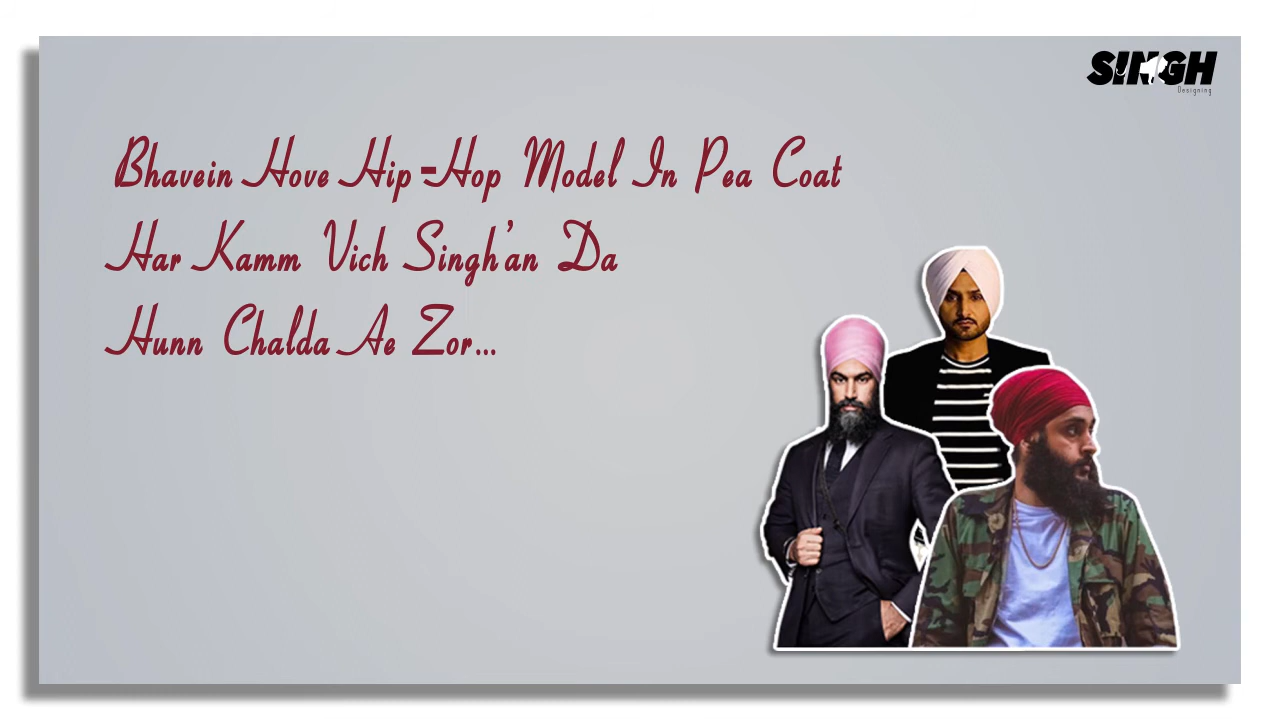 SINGH
Designing
Bhavein Hove Hip-Hop Model In Pea Coat
Har Kamm Vich Singh'an Da
Hunn Chalda Ae Zor...